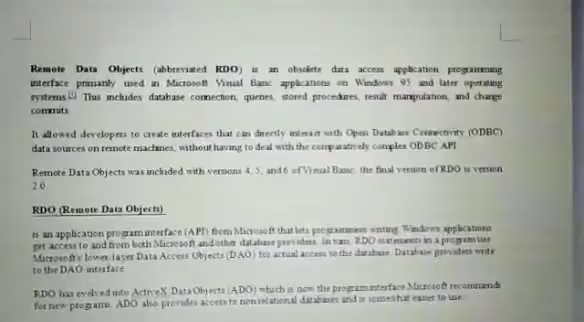 Remote Data Objects (abbreviated RDO) is an obsolete data access application programming
interface primarily used in Microsoft Visual Basic applications on Windows 95 and later operating
systems.[1] This includes database connection, queries, stored procedures, result manipulation, and change
commits
It allowed developers to create interfaces that can directly interact with Open Database Connectivity (ODBC)
data sources on remote machines, without having to deal with the comparatively complex ODBC API
Remote Data Objects was included with versions 4, 5, and 6 of Visual Basic, the final version of RDO is version
2.0
RDO (Remote Data Objects)
is an application program interface (API) from Microsoft that lets programmers writing Windows applications
get access to and from both Microsoft and other database providers. In turn, RDO statements in a program use
Microsoft's lower-layer Data Access Objects (DAO) for actual access to the database. Database providers write
to the DAO interface
RDO has evolved into ActiveX Data Objects (ADO) which is now the program interface Microsoft recommends
for new programs. ADO also provides access to nonrelational databases and is somewhat easier to use.